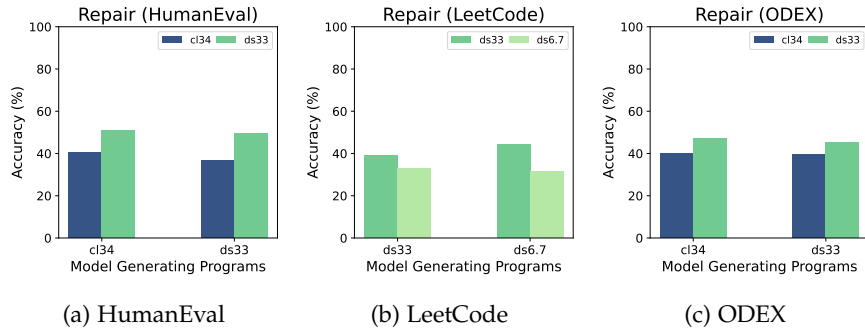 Repair (HumanEval)
cl34 ds33
100
80
60
40
20
0
Accuracy (%)
cl34 ds33
Model Generating Programs
(a) HumanEval
Repair (LeetCode)
ds33 ds6.7
100
80
60
40
20
0
Accuracy (%)
ds33 ds6.7
Model Generating Programs
(b) LeetCode
Repair (ODEX)
cl34 ds33
100
80
60
40
20
0
Accuracy (%)
cl34 ds33
Model Generating Programs
(c) ODEX